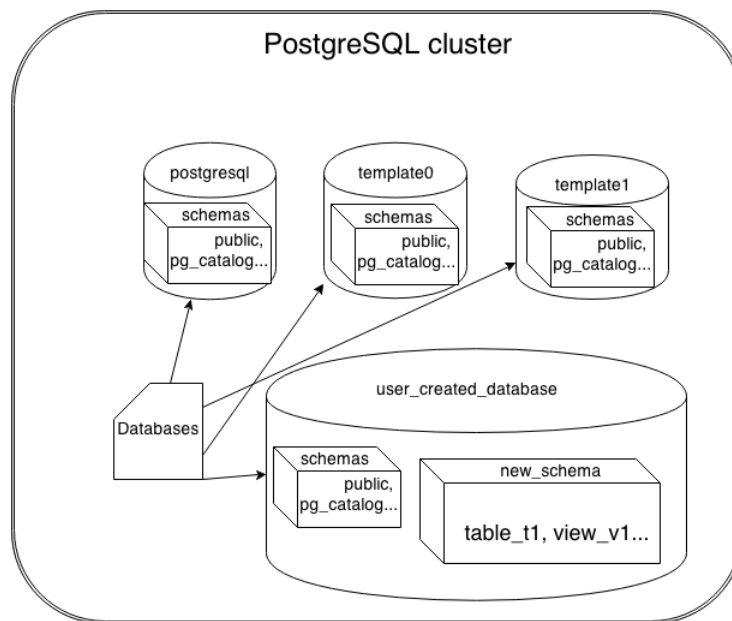 PostgreSQL cluster
postgresql
schemas
public,
pg_catalog...
template0
schemas
public,
pg_catalog...
template1
schemas
public,
pg_catalog...
Databases
user_created_database
schemas
public,
pg_catalog...
new_schema
table_t1, view_v1...